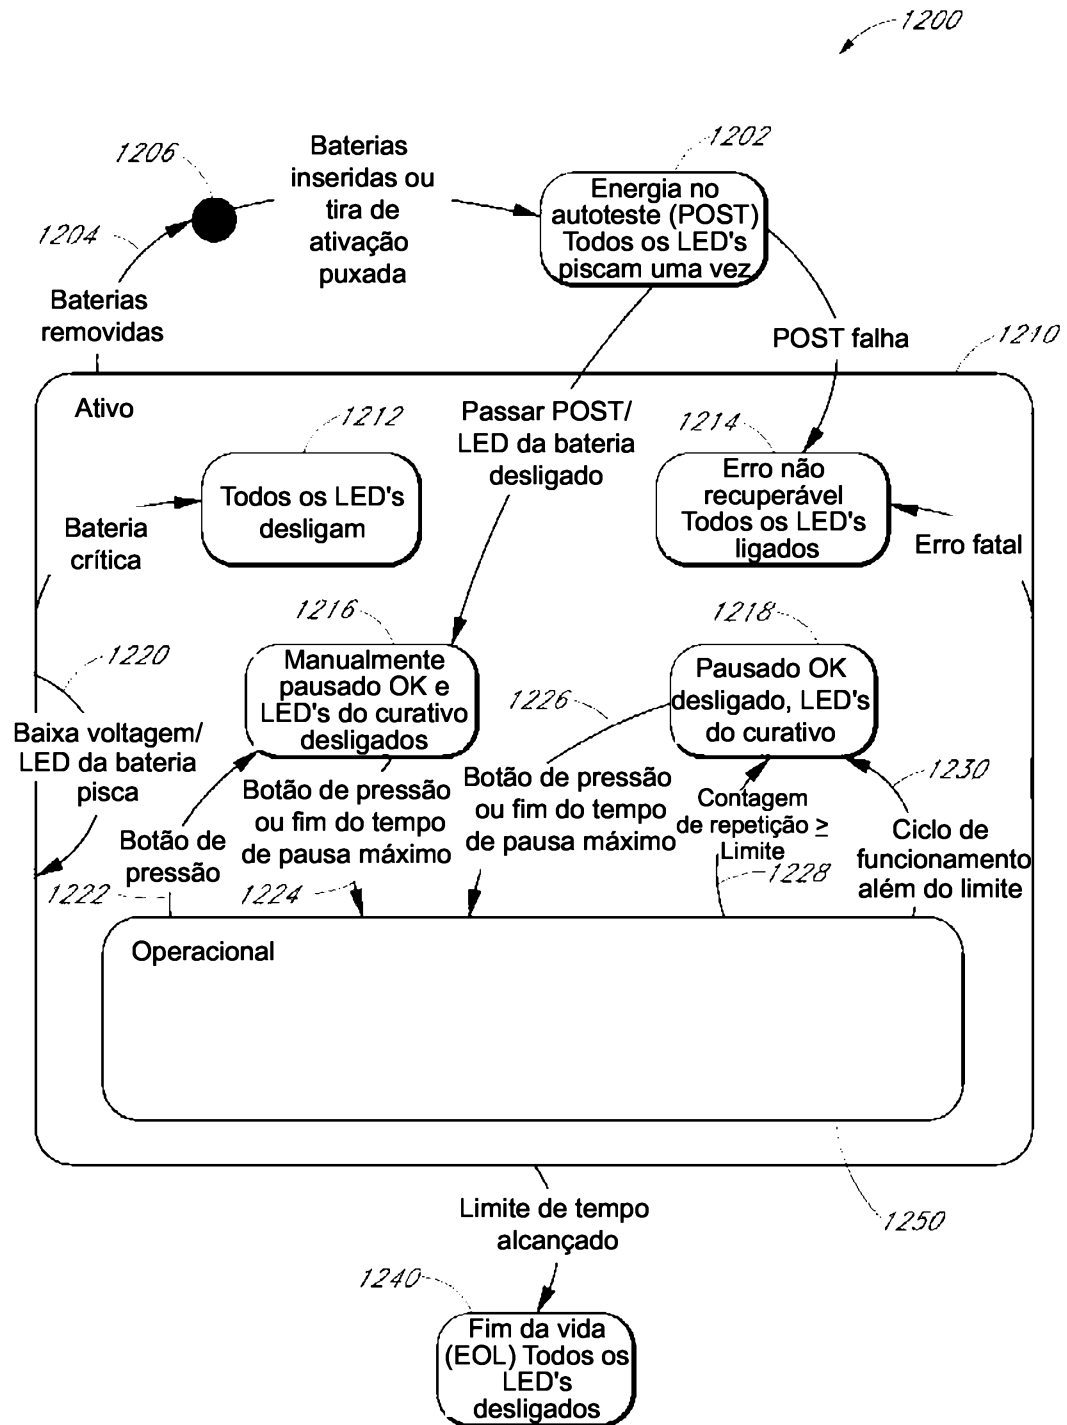 1200
1206
Baterias
inseridas ou
tira de
ativação
puxada
1202
Energia no
autoteste (POST)
Todos os LED's
piscam uma vez
1204
Baterias
removidas
POST falha
1210
Ativo
1212
Todos os LED's
desligam
Passar POST/
LED da bateria
desligado
1214
Erro não
recuperável
Todos os LED's
ligados
Bateria
crítica
Erro fatal
1216
Manualmente
pausado OK e
LED's do curativo
desligados
1218
Pausado OK
desligado, LED's
do curativo
1220
Baixa voltagem/
LED da bateria
pisca
1226
Botão de
pressão
1222
Botão de pressão
ou fim do tempo
de pausa máximo
1224
Botão de pressão
ou fim do tempo
de pausa máximo
Contagem
de repetição ≥
Limite
1228
1230
Ciclo de
funcionamento
além do limite
Operacional
1250
Limite de tempo
alcançado
1240
Fim da vida
(EOL) Todos os
LED's
desligados